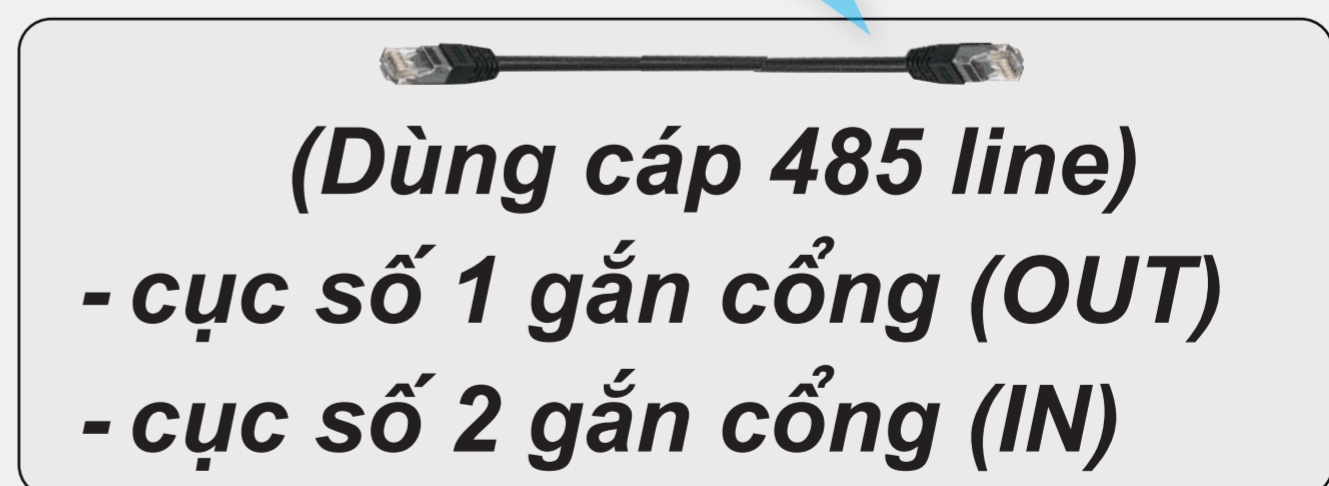 (Dùng cáp 485 line)
- cục số 1 gắn cổng (OUT)
- cục số 2 gắn cổng (IN)